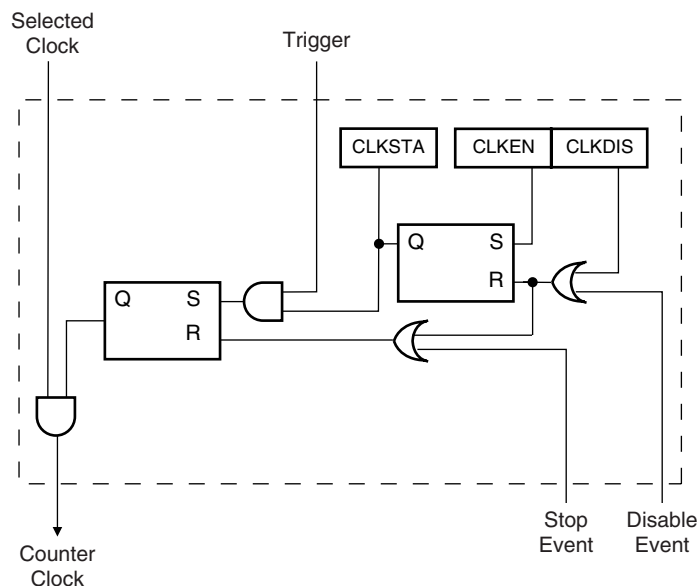 Selected
Clock
Trigger
CLKSTA
CLKEN
CLKDIS
Q
S
R
Q
S
R
Stop
Event
Disable
Event
Counter
Clock